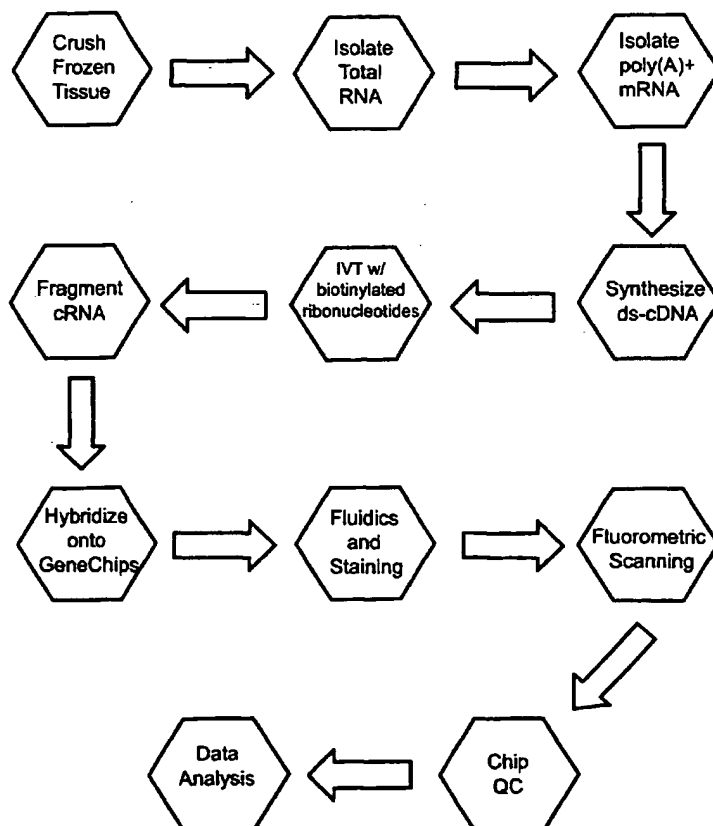 Crush
Frozen
Tissue
Isolate
Total
RNA
Isolate
poly(A)+
mRNA
Synthesize
ds-cDNA
IVT w/
biotinylated
ribonucleotides
Fragment
cRNA
Hybridize
onto
GeneChips
Fluidics
and
Staining
Fluorometric
Scanning
Chip
QC
Data
Analysis